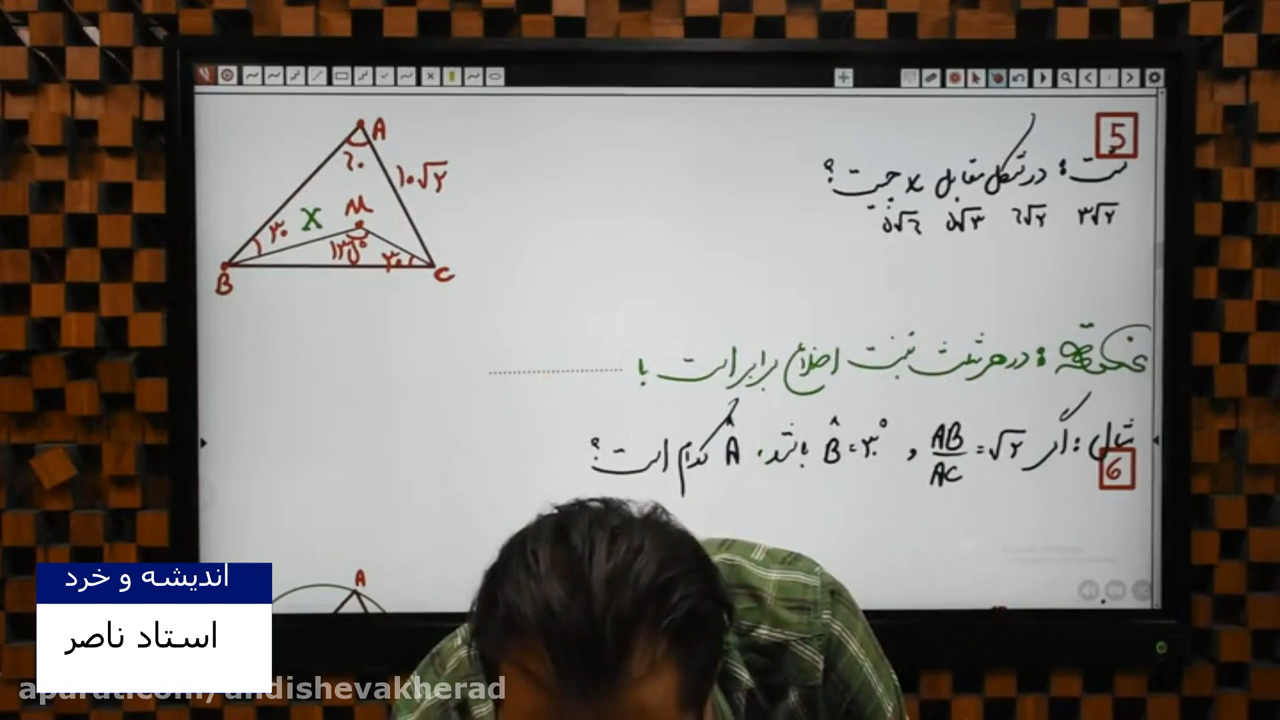 5
تست: در شکل مقابل x چیست؟
۳√۲ ۶√۲ ۵√۳ ۵√۶
A
۶۰
۱۰√۲
M
X
۳۰
۱۳۵°
۳۰
B
C
نکته: در هر مثلث نسبت اضلاع برابر است با ....................
6
مثال: اگر AB/AC = √۲ و B̂ = ۳۰° باشد، Â کدام است؟
A
اندیشه و خرد
استاد ناصر
aparat.com/andishevakherad